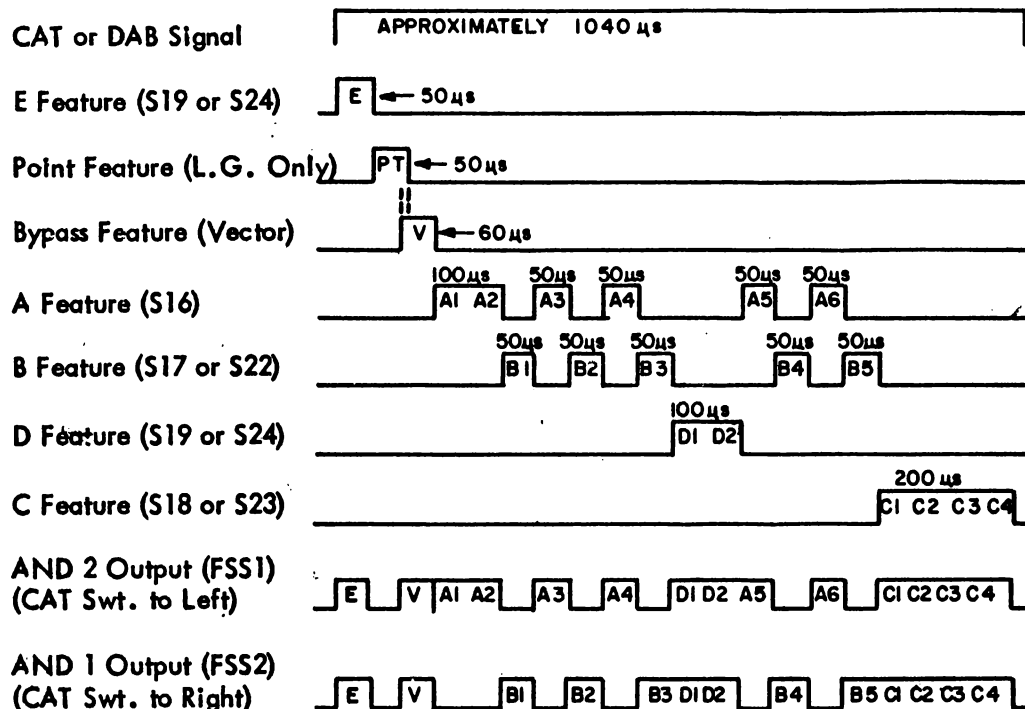 CAT or DAB Signal
APPROXIMATELY 1040 μs
E Feature (S19 or S24)
E
50μs
Point Feature (L.G. Only)
PT
50μs
Bypass Feature (Vector)
V
60μs
A Feature (S16)
100μs 50μs 50μs 50μs 50μs
A1 A2 A3 A4 A5 A6
B Feature (S17 or S22)
50μs 50μs 50μs 50μs 50μs
B1 B2 B3 B4 B5
D Feature (S19 or S24)
100μs
D1 D2
C Feature (S18 or S23)
200 μs
C1 C2 C3 C4
AND 2 Output (FSS1)
(CAT Swt. to Left)
E V A1 A2 A3 A4 D1 D2 A5 A6 C1 C2 C3 C4
AND 1 Output (FSS2)
(CAT Swt. to Right)
E V B1 B2 B3 D1 D2 B4 B5 C1 C2 C3 C4